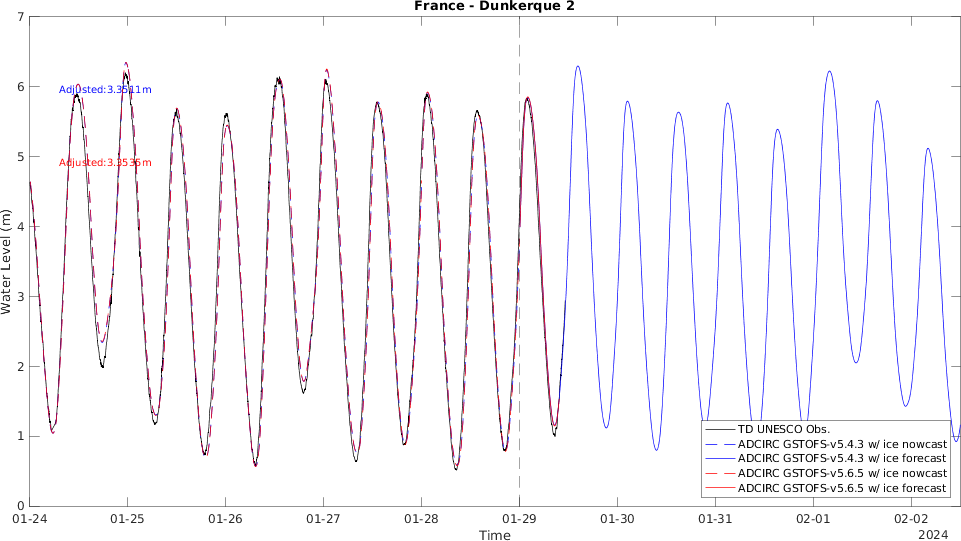 France - Dunkerque 2
7
6
5
4
3
2
1
0
Water Level (m)
Adjusted:3.3511m
Adjusted:3.3535m
TD UNESCO Obs.
ADCIRC GSTOFS-v5.4.3 w/ ice nowcast
ADCIRC GSTOFS-v5.4.3 w/ ice forecast
ADCIRC GSTOFS-v5.6.5 w/ ice nowcast
ADCIRC GSTOFS-v5.6.5 w/ ice forecast
01-24 01-25 01-26 01-27 01-28 01-29 01-30 01-31 02-01 02-02
Time
2024